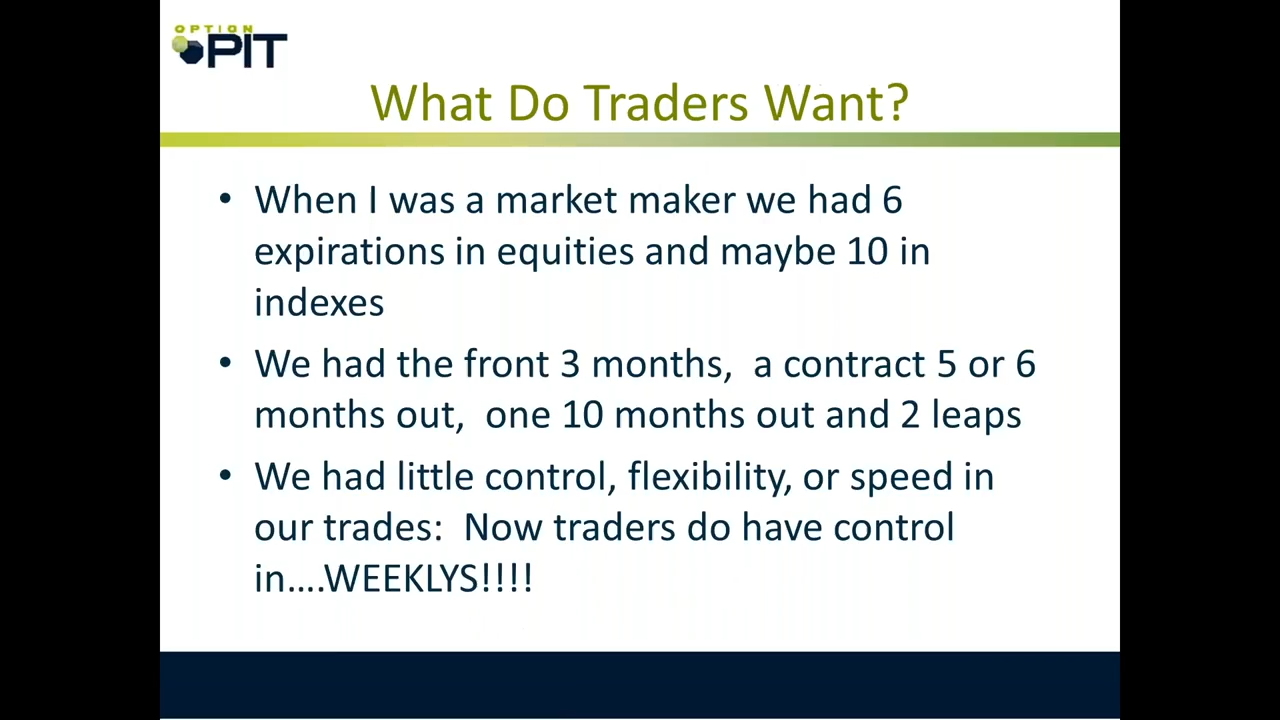 OPTION
PIT
What Do Traders Want?
• When I was a market maker we had 6
expirations in equities and maybe 10 in
indexes
• We had the front 3 months,  a contract 5 or 6
months out,  one 10 months out and 2 leaps
• We had little control, flexibility, or speed in
our trades:  Now traders do have control
in….WEEKLYS!!!!